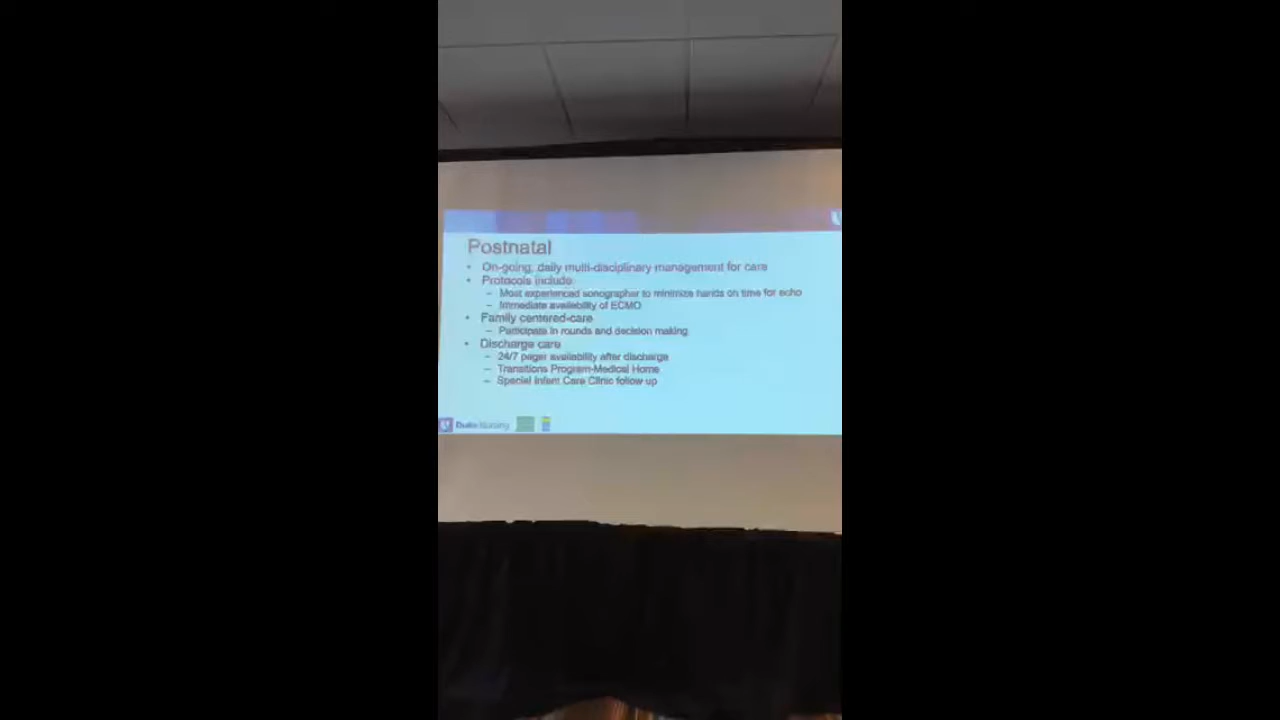 Postnatal
• On-going, daily multi-disciplinary management for care
• Protocols include
– Most experienced sonographer to minimize hands on time for echo
– Immediate availability of ECMO
• Family centered-care
– Participate in rounds and decision making
• Discharge care
– 24/7 pager availability after discharge
– Transitions Program-Medical Home
– Special Infant Care Clinic follow up
Duke Nursing